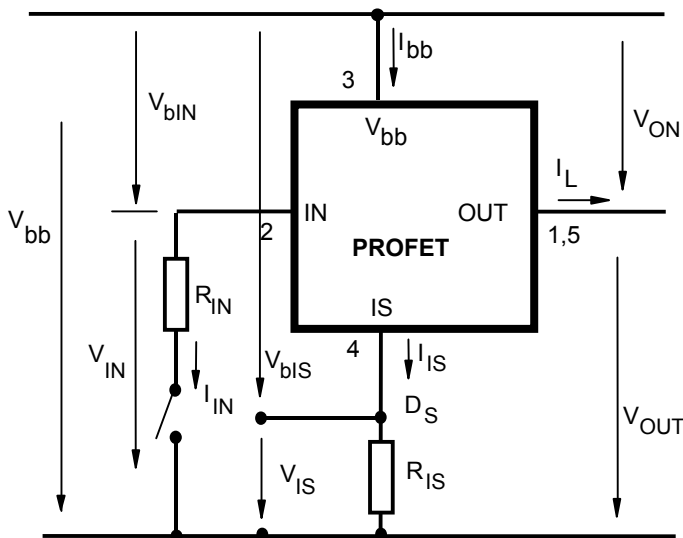 I bb
3
V bIN
V bb
V ON
I L
IN
OUT
2
1,5
PROFET
V bb
R IN
IS
4
I IS
V IN
V bIS
I IN
D S
V OUT
V IS
R IS